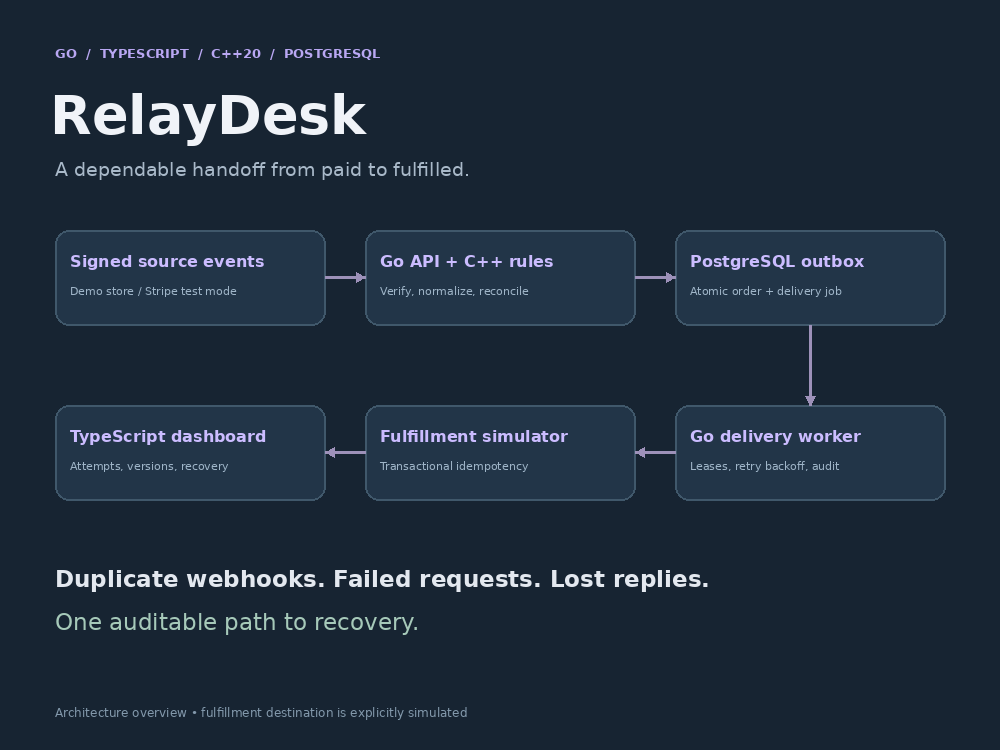 GO / TYPESCRIPT / C++20 / POSTGRESQL
RelayDesk
A dependable handoff from paid to fulfilled.
Signed source events
Demo store / Stripe test mode
Go API + C++ rules
Verify, normalize, reconcile
PostgreSQL outbox
Atomic order + delivery job
TypeScript dashboard
Attempts, versions, recovery
Fulfillment simulator
Transactional idempotency
Go delivery worker
Leases, retry backoff, audit
Duplicate webhooks. Failed requests. Lost replies.
One auditable path to recovery.
Architecture overview • fulfillment destination is explicitly simulated